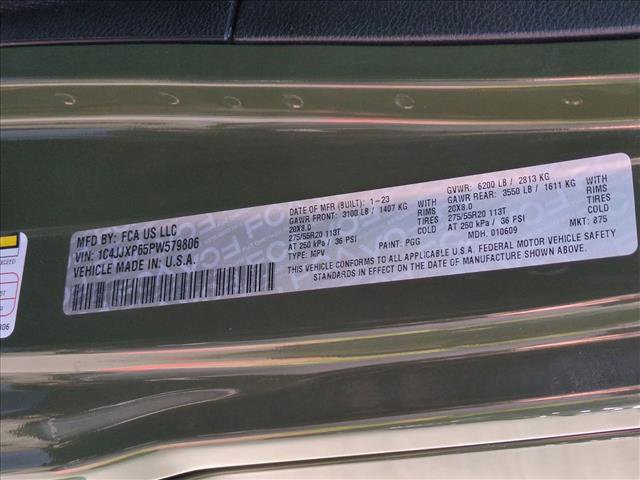 MFD BY: FCA US LLC
VIN: 1C4JJXP65PW579806
VEHICLE MADE IN U.S.A.
DATE OF MFR (BUILT): 1-23
GAWR FRONT: 3100 LB / 1407 KG WITH
20X8.0 RIMS
275/55R20 113T TIRES
AT 250 kPa / 36 PSI COLD
TYPE: MPV PAINT: PGG
GVWR: 6200 LB / 2813 KG
GAWR REAR: 3550 LB / 1611 KG WITH
20X8.0 RIMS
275/55R20 113T TIRES
AT 250 kPa / 36 PSI COLD
MDH: 010609 MKT: 875
THIS VEHICLE CONFORMS TO ALL APPLICABLE U.S.A. FEDERAL MOTOR VEHICLE SAFETY
STANDARDS IN EFFECT ON THE DATE OF MANUFACTURE SHOWN ABOVE.